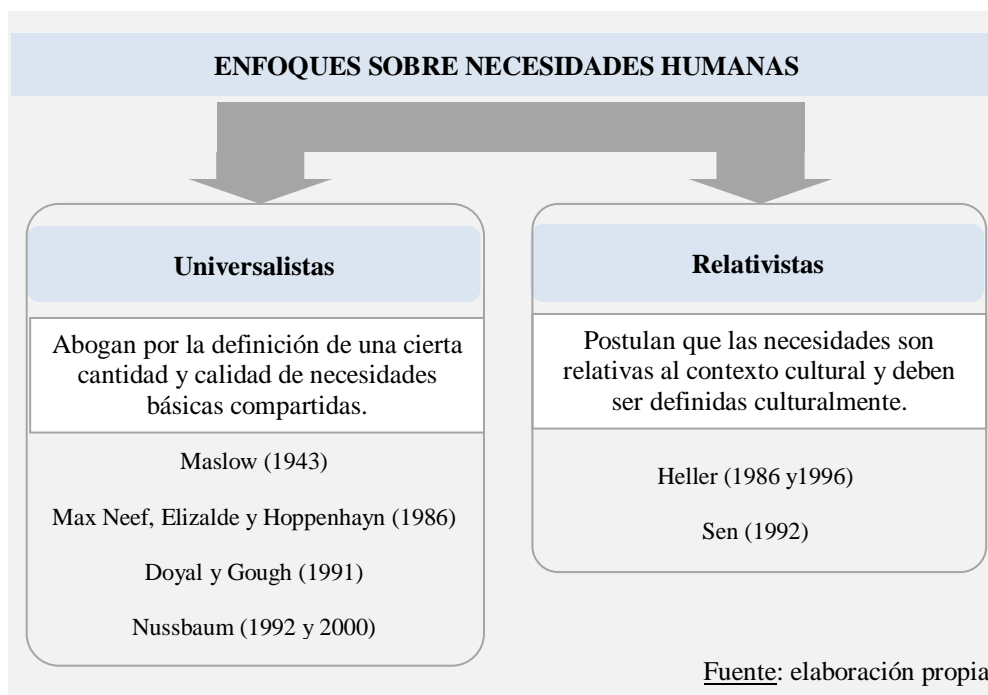 ENFOQUES SOBRE NECESIDADES HUMANAS
Universalistas
Abogan por la definición de una cierta
cantidad y calidad de necesidades
básicas compartidas.
Maslow (1943)
Max Neef, Elizalde y Hoppenhayn (1986)
Doyal y Gough (1991)
Nussbaum (1992 y 2000)
Relativistas
Postulan que las necesidades son
relativas al contexto cultural y deben
ser definidas culturalmente.
Heller (1986 y1996)
Sen (1992)
Fuente: elaboración propia